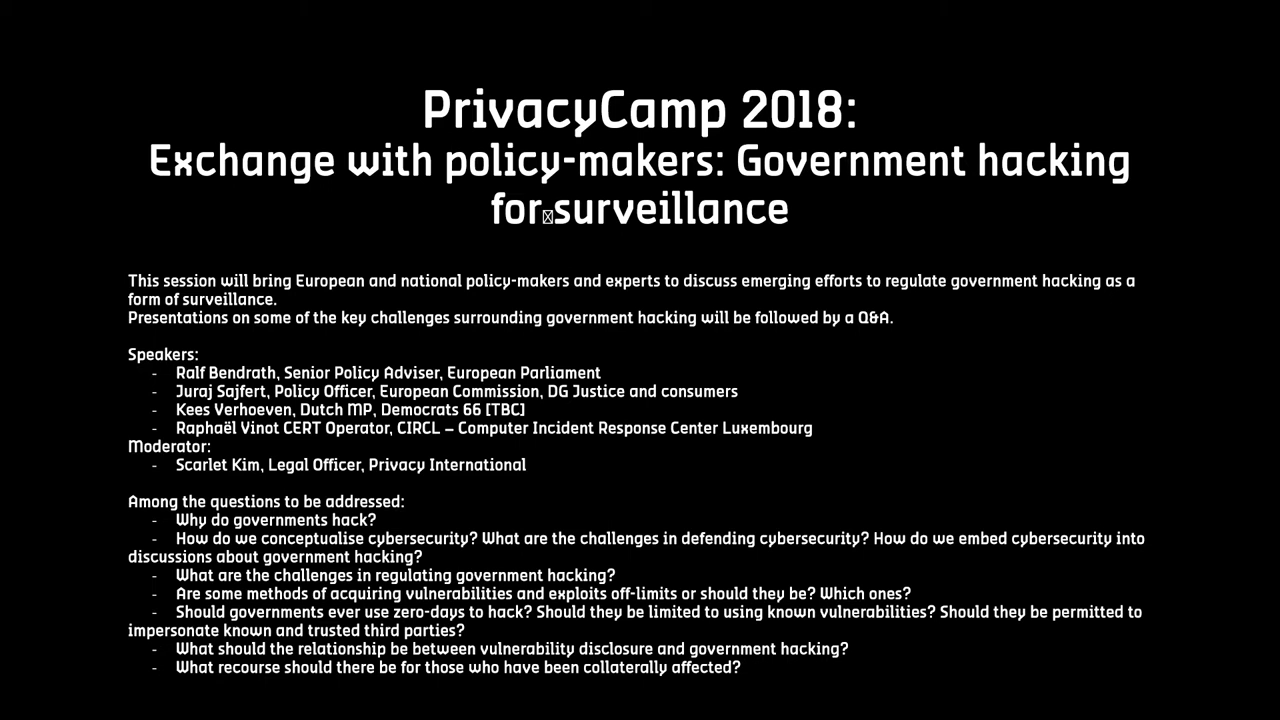 PrivacyCamp 2018:
Exchange with policy-makers: Government hacking
for surveillance
This session will bring European and national policy-makers and experts to discuss emerging efforts to regulate government hacking as a
form of surveillance.
Presentations on some of the key challenges surrounding government hacking will be followed by a Q&A.
Speakers:
- Ralf Bendrath, Senior Policy Adviser, European Parliament
- Juraj Sajfert, Policy Officer, European Commission, DG Justice and consumers
- Kees Verhoeven, Dutch MP, Democrats 66 [TBC]
- Raphaël Vinot CERT Operator, CIRCL – Computer Incident Response Center Luxembourg
Moderator:
- Scarlet Kim, Legal Officer, Privacy International
Among the questions to be addressed:
- Why do governments hack?
- How do we conceptualise cybersecurity? What are the challenges in defending cybersecurity? How do we embed cybersecurity into
discussions about government hacking?
- What are the challenges in regulating government hacking?
- Are some methods of acquiring vulnerabilities and exploits off-limits or should they be? Which ones?
- Should governments ever use zero-days to hack? Should they be limited to using known vulnerabilities? Should they be permitted to
impersonate known and trusted third parties?
- What should the relationship be between vulnerability disclosure and government hacking?
- What recourse should there be for those who have been collaterally affected?